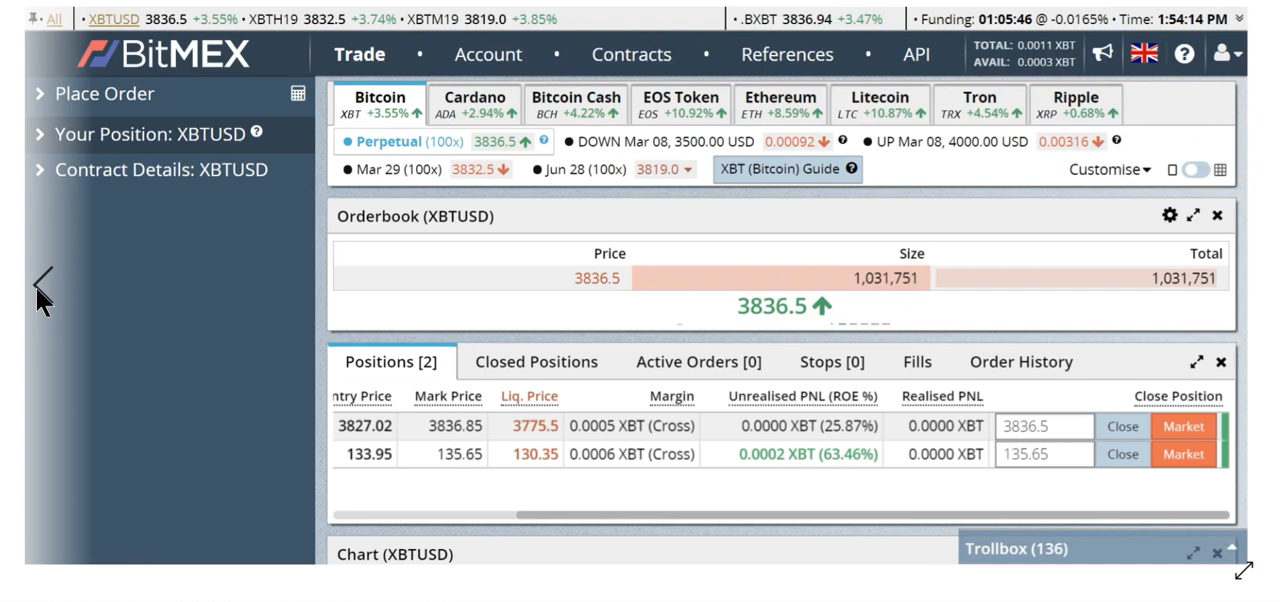 All • XBTUSD 3836.5 +3.55% • XBTH19 3832.5 +3.74% • XBTM19 3819.0 +3.85% • .BXBT 3836.94 +3.47% • Funding: 01:05:46 @ -0.0165% • Time: 1:54:14 PM
BitMEX Trade • Account • Contracts • References • API
TOTAL: 0.0011 XBT
AVAIL: 0.0003 XBT
Place Order
Your Position: XBTUSD ?
Contract Details: XBTUSD
Bitcoin Cardano Bitcoin Cash EOS Token Ethereum Litecoin Tron Ripple
XBT +3.55% ADA +2.94% BCH +4.22% EOS +10.92% ETH +8.59% LTC +10.87% TRX +4.54% XRP +0.68%
• Perpetual (100x) 3836.5 ? • DOWN Mar 08, 3500.00 USD 0.00092 ? • UP Mar 08, 4000.00 USD 0.00316 ?
• Mar 29 (100x) 3832.5 • Jun 28 (100x) 3819.0 XBT (Bitcoin) Guide ? Customise
Orderbook (XBTUSD)
Price Size Total
3836.5 1,031,751 1,031,751
3836.5
Positions [2] Closed Positions Active Orders [0] Stops [0] Fills Order History
ntry Price Mark Price Liq. Price Margin Unrealised PNL (ROE %) Realised PNL Close Position
3827.02 3836.85 3775.5 0.0005 XBT (Cross) 0.0000 XBT (25.87%) 0.0000 XBT 3836.5 Close Market
133.95 135.65 130.35 0.0006 XBT (Cross) 0.0002 XBT (63.46%) 0.0000 XBT 135.65 Close Market
Chart (XBTUSD)
Trollbox (136)